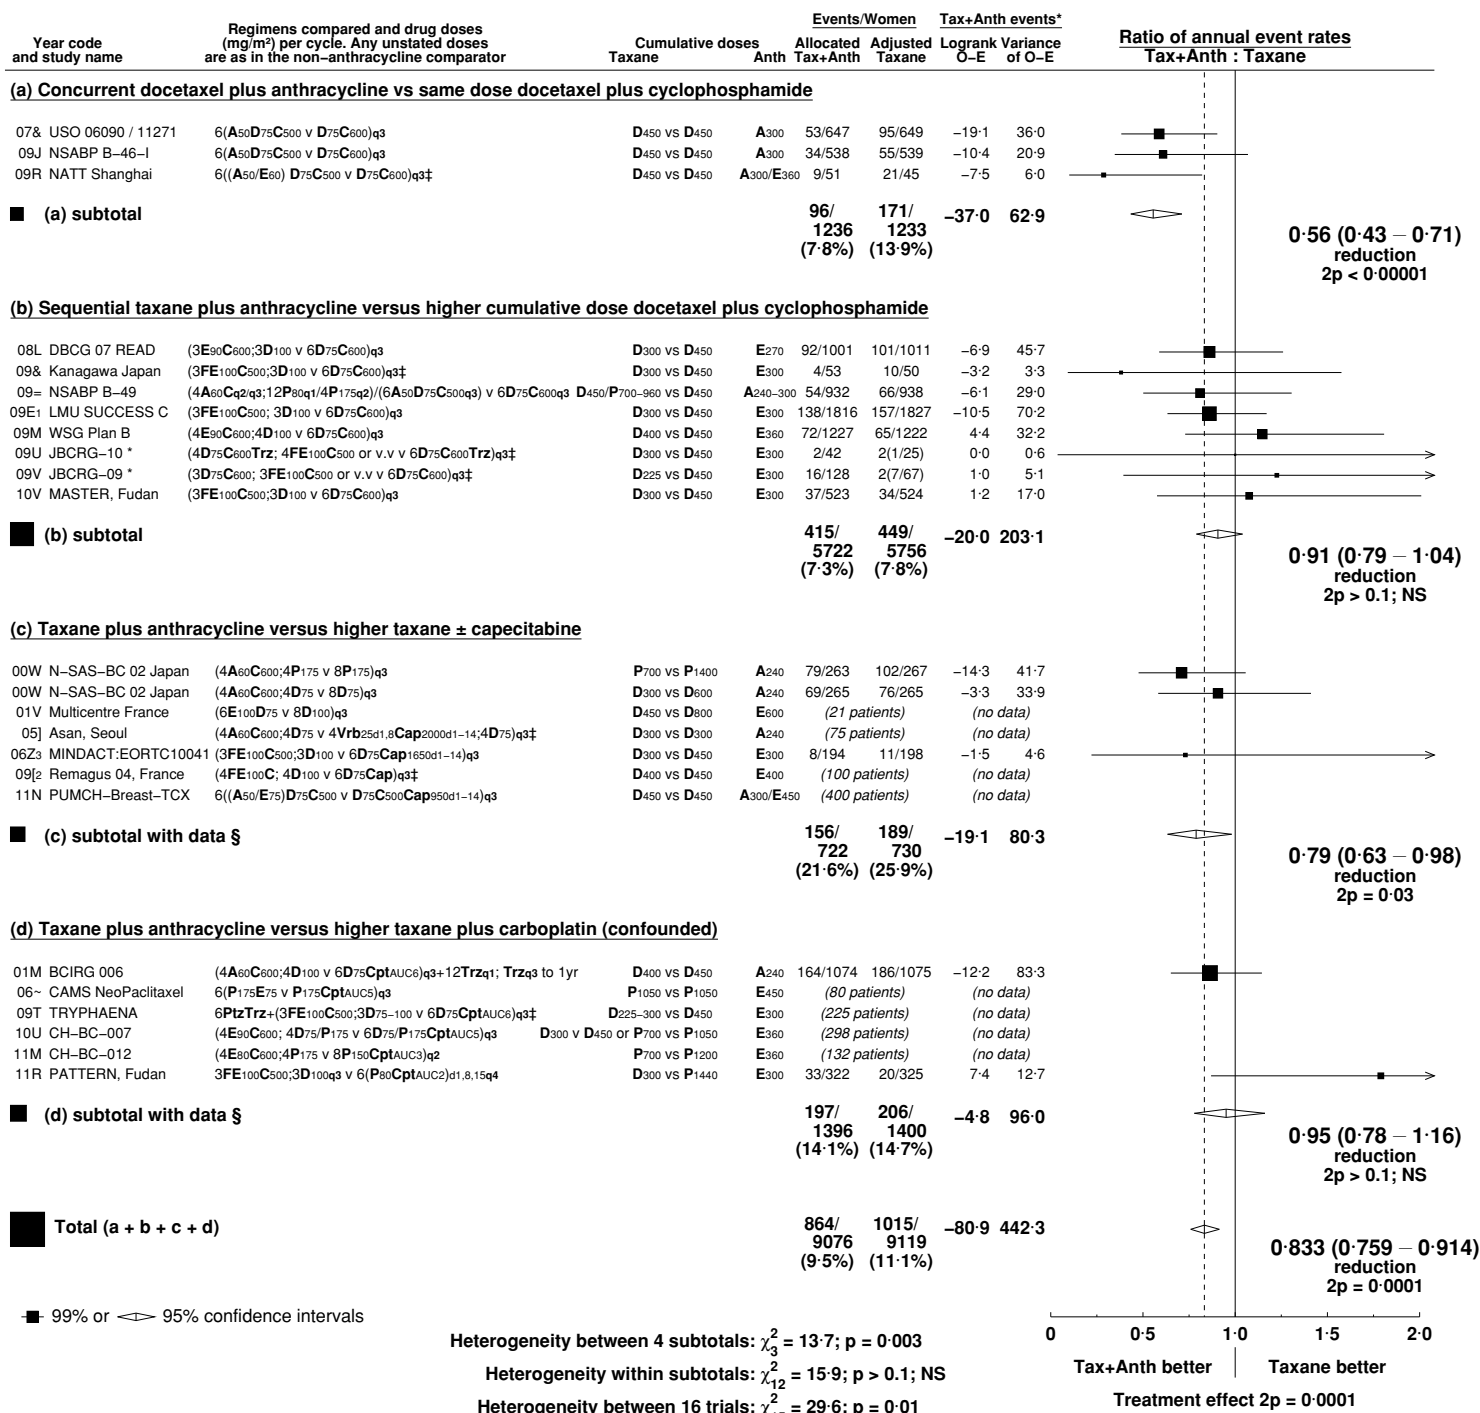 Events/Women Tax+Anth events*
Regimens compared and drug doses
Year code (mg/m²) per cycle. Any unstated doses Cumulative doses Allocated Adjusted Logrank Variance Ratio of annual event rates
and study name are as in the non−anthracycline comparator Taxane Anth Tax+Anth Taxane O−E of O−E Tax+Anth : Taxane
(a) Concurrent docetaxel plus anthracycline vs same dose docetaxel plus cyclophosphamide
07& USO 06090 / 11271 6(A50D75C500 v D75C600)q3 D450 vs D450 A300 53/647 95/649 −19·1 36·0
09J NSABP B−46−I 6(A50D75C500 v D75C600)q3 D450 vs D450 A300 34/538 55/539 −10·4 20·9
09R NATT Shanghai 6((A50/E60) D75C500 v D75C600)q3‡ D450 vs D450 A300/E360 9/51 21/45 −7·5 6·0
(a) subtotal 96/ 171/ −37·0 62·9
1236 1233
(7·8%) (13·9%)
0·56 (0·43 − 0·71)
reduction
2p < 0·00001
(b) Sequential taxane plus anthracycline versus higher cumulative dose docetaxel plus cyclophosphamide
08L DBCG 07 READ (3E90C600;3D100 v 6D75C600)q3 D300 vs D450 E270 92/1001 101/1011 −6·9 45·7
09& Kanagawa Japan (3FE100C500;3D100 v 6D75C600)q3‡ D300 vs D450 E300 4/53 10/50 −3·2 3·3
09= NSABP B−49 (4A60Cq2/q3;12P80q1/4P175q2)/(6A50D75C500q3) v 6D75C600q3 D450/P700−960 vs D450 A240−300 54/932 66/938 −6·1 29·0
09E1 LMU SUCCESS C (3FE100C500; 3D100 v 6D75C600)q3 D300 vs D450 E300 138/1816 157/1827 −10·5 70·2
09M WSG Plan B (4E90C600;4D100 v 6D75C600)q3 D400 vs D450 E360 72/1227 65/1222 4·4 32·2
09U JBCRG−10 * (4D75C600Trz; 4FE100C500 or v.v v 6D75C600Trz)q3‡ D300 vs D450 E300 2/42 2(1/25) 0·0 0·6
09V JBCRG−09 * (3D75C600; 3FE100C500 or v.v v 6D75C600)q3‡ D225 vs D450 E300 16/128 2(7/67) 1·0 5·1
10V MASTER, Fudan (3FE100C500;3D100 v 6D75C600)q3 D300 vs D450 E300 37/523 34/524 1·2 17·0
(b) subtotal 415/ 449/ −20·0 203·1
5722 5756
(7·3%) (7·8%)
0·91 (0·79 − 1·04)
reduction
2p > 0.1; NS
(c) Taxane plus anthracycline versus higher taxane ± capecitabine
00W N−SAS−BC 02 Japan (4A60C600;4P175 v 8P175)q3 P700 vs P1400 A240 79/263 102/267 −14·3 41·7
00W N−SAS−BC 02 Japan (4A60C600;4D75 v 8D75)q3 D300 vs D600 A240 69/265 76/265 −3·3 33·9
01V Multicentre France (6E100D75 v 8D100)q3 D450 vs D800 E600 (21 patients) (no data)
05] Asan, Seoul (4A60C600;4D75 v 4Vrb25d1,8Cap2000d1−14;4D75)q3‡ D300 vs D300 A240 (75 patients) (no data)
06Z3 MINDACT:EORTC10041 (3FE100C500;3D100 v 6D75Cap1650d1−14)q3 D300 vs D450 E300 8/194 11/198 −1·5 4·6
09[2 Remagus 04, France (4FE100C; 4D100 v 6D75Cap)q3‡ D400 vs D450 E400 (100 patients) (no data)
11N PUMCH−Breast−TCX 6((A50/E75)D75C500 v D75C500Cap950d1−14)q3 D450 vs D450 A300/E450 (400 patients) (no data)
(c) subtotal with data § 156/ 189/ −19·1 80·3
722 730
(21·6%) (25·9%)
0·79 (0·63 − 0·98)
reduction
2p = 0·03
(d) Taxane plus anthracycline versus higher taxane plus carboplatin (confounded)
01M BCIRG 006 (4A60C600;4D100 v 6D75CptAUC6)q3+12Trzq1; Trzq3 to 1yr D400 vs D450 A240 164/1074 186/1075 −12·2 83·3
06~ CAMS NeoPaclitaxel 6(P175E75 v P175CptAUC5)q3 P1050 vs P1050 E450 (80 patients) (no data)
09T TRYPHAENA 6PtzTrz+(3FE100C500;3D75−100 v 6D75CptAUC6)q3‡ D225−300 vs D450 E300 (225 patients) (no data)
10U CH−BC−007 (4E90C600; 4D75/P175 v 6D75/P175CptAUC5)q3 D300 v D450 or P700 vs P1050 E360 (298 patients) (no data)
11M CH−BC−012 (4E80C600;4P175 v 8P150CptAUC3)q2 P700 vs P1200 E360 (132 patients) (no data)
11R PATTERN, Fudan 3FE100C500;3D100q3 v 6(P80CptAUC2)d1,8,15q4 D300 vs P1440 E300 33/322 20/325 7·4 12·7
(d) subtotal with data § 197/ 206/ −4·8 96·0
1396 1400
(14·1%) (14·7%)
0·95 (0·78 − 1·16)
reduction
2p > 0.1; NS
Total (a + b + c + d) 864/ 1015/ −80·9 442·3
9076 9119
(9·5%) (11·1%)
0·833 (0·759 − 0·914)
reduction
2p = 0·0001
99% or 95% confidence intervals
0 0·5 1·0 1·5 2·0
Tax+Anth better Taxane better
Treatment effect 2p = 0·0001
Heterogeneity between 4 subtotals: χ²3 = 13·7; p = 0·003
Heterogeneity within subtotals: χ²12 = 15·9; p > 0.1; NS
Heterogeneity between 16 trials: χ² = 29·6; p = 0·01